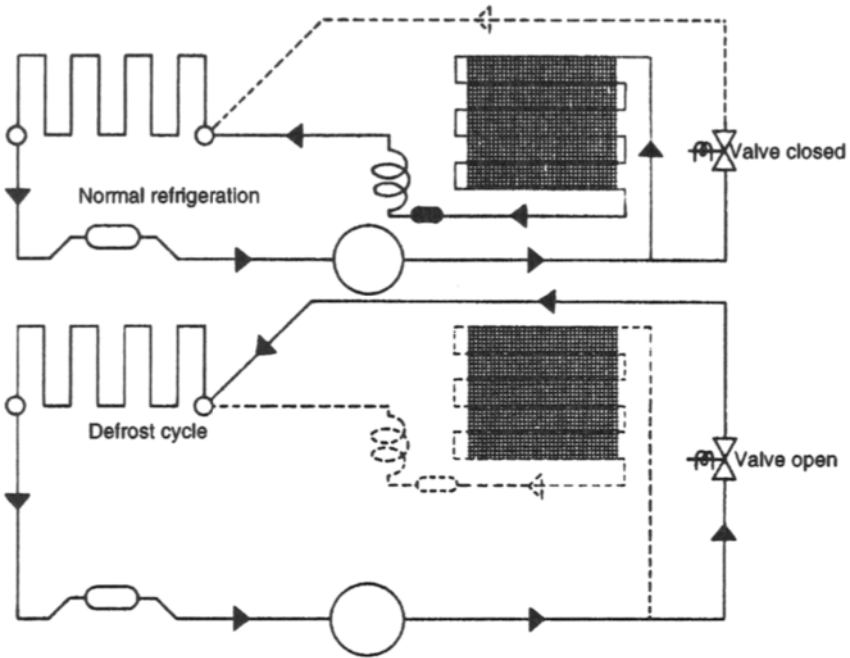 Valve closed
Normal refrigeration
Defrost cycle
Valve open